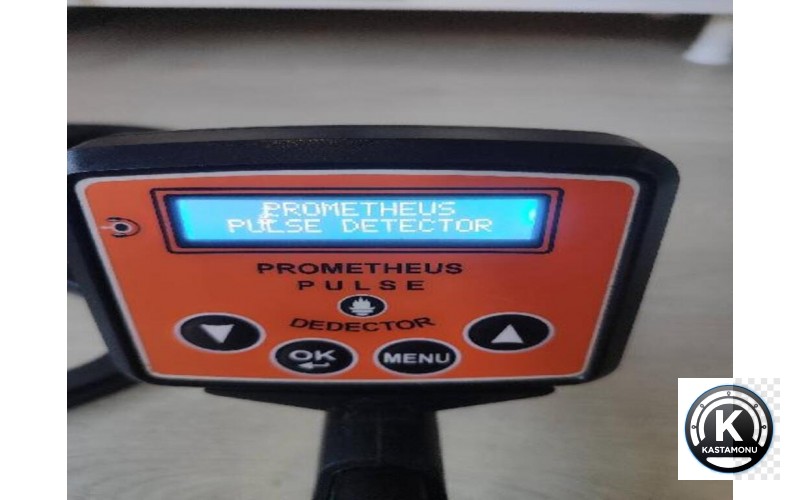 PROMETHEUS
PULSE DETECTOR
PROMETHEUS
PULSE
DEDECTOR
OK
MENU
K
KASTAMONU